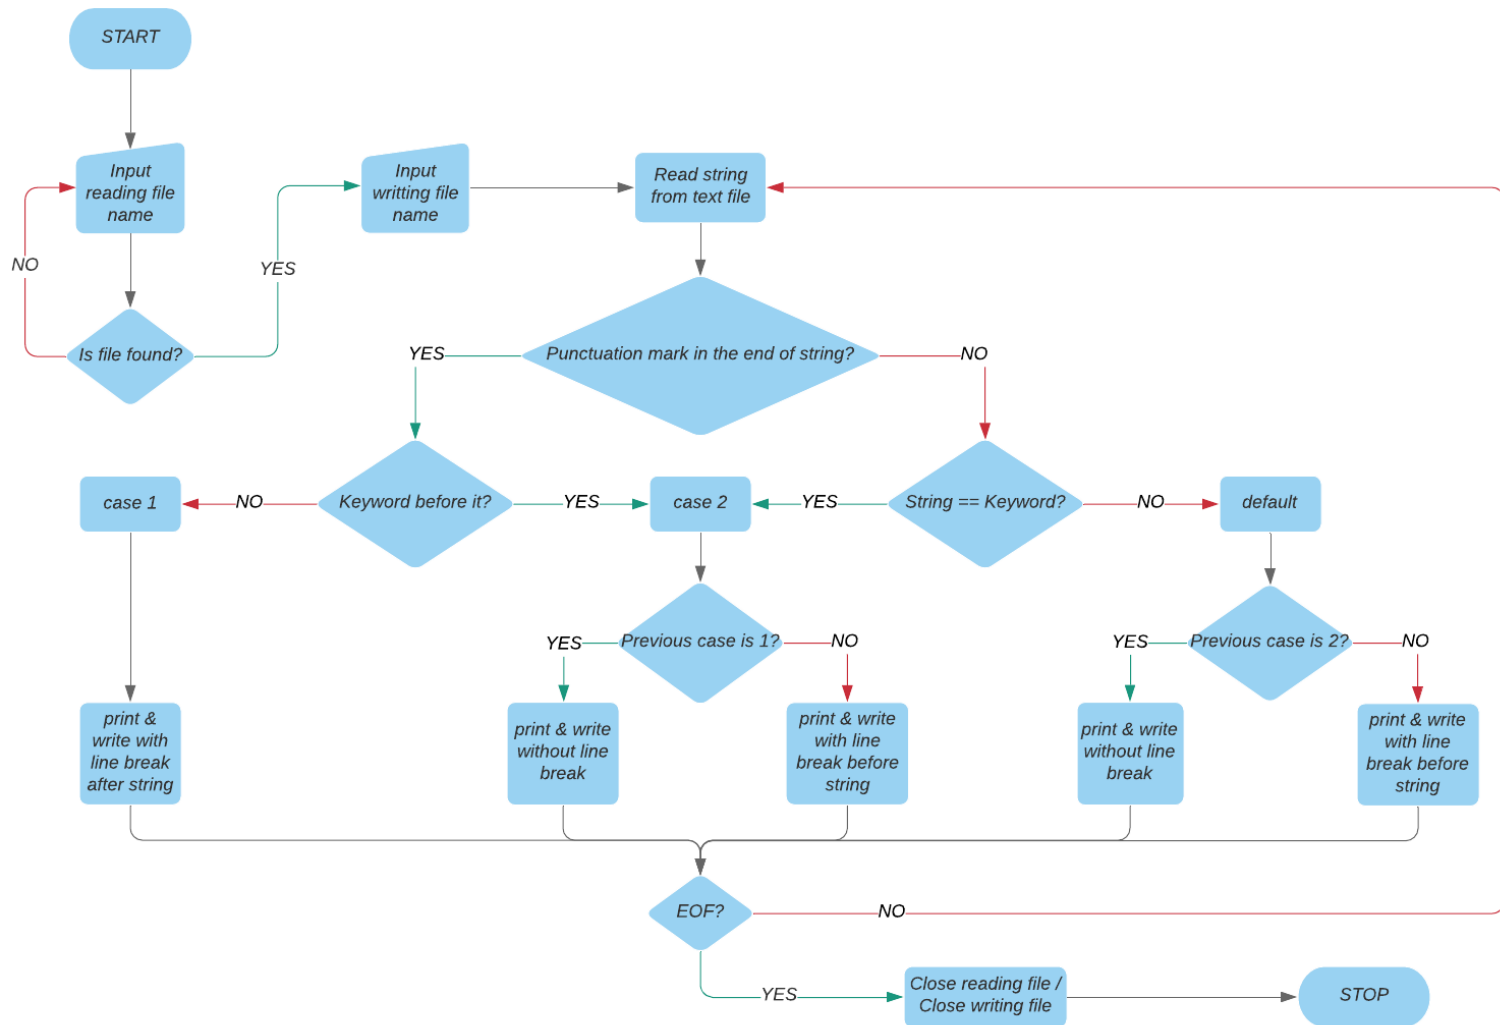 START
Input
reading file
name
Input
writting file
name
Read string
from text file
NO
YES
Is file found?
YES
Punctuation mark in the end of string?
NO
case 1
NO
Keyword before it?
YES
case 2
YES
String == Keyword?
NO
default
YES
Previous case is 1?
NO
YES
Previous case is 2?
NO
print &
write with
line break
after string
print & write
without line
break
print & write
with line
break before
string
print & write
without line
break
print & write
with line
break before
string
EOF?
NO
YES
Close reading file /
Close writing file
STOP